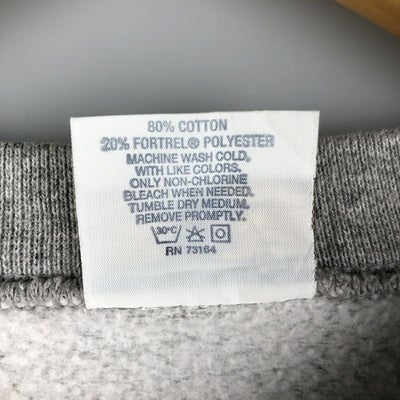 80% COTTON
20% FORTREL® POLYESTER
MACHINE WASH COLD,
WITH LIKE COLORS.
ONLY NON-CHLORINE
BLEACH WHEN NEEDED.
TUMBLE DRY MEDIUM.
REMOVE PROMPTLY.
30°C
RN 73164